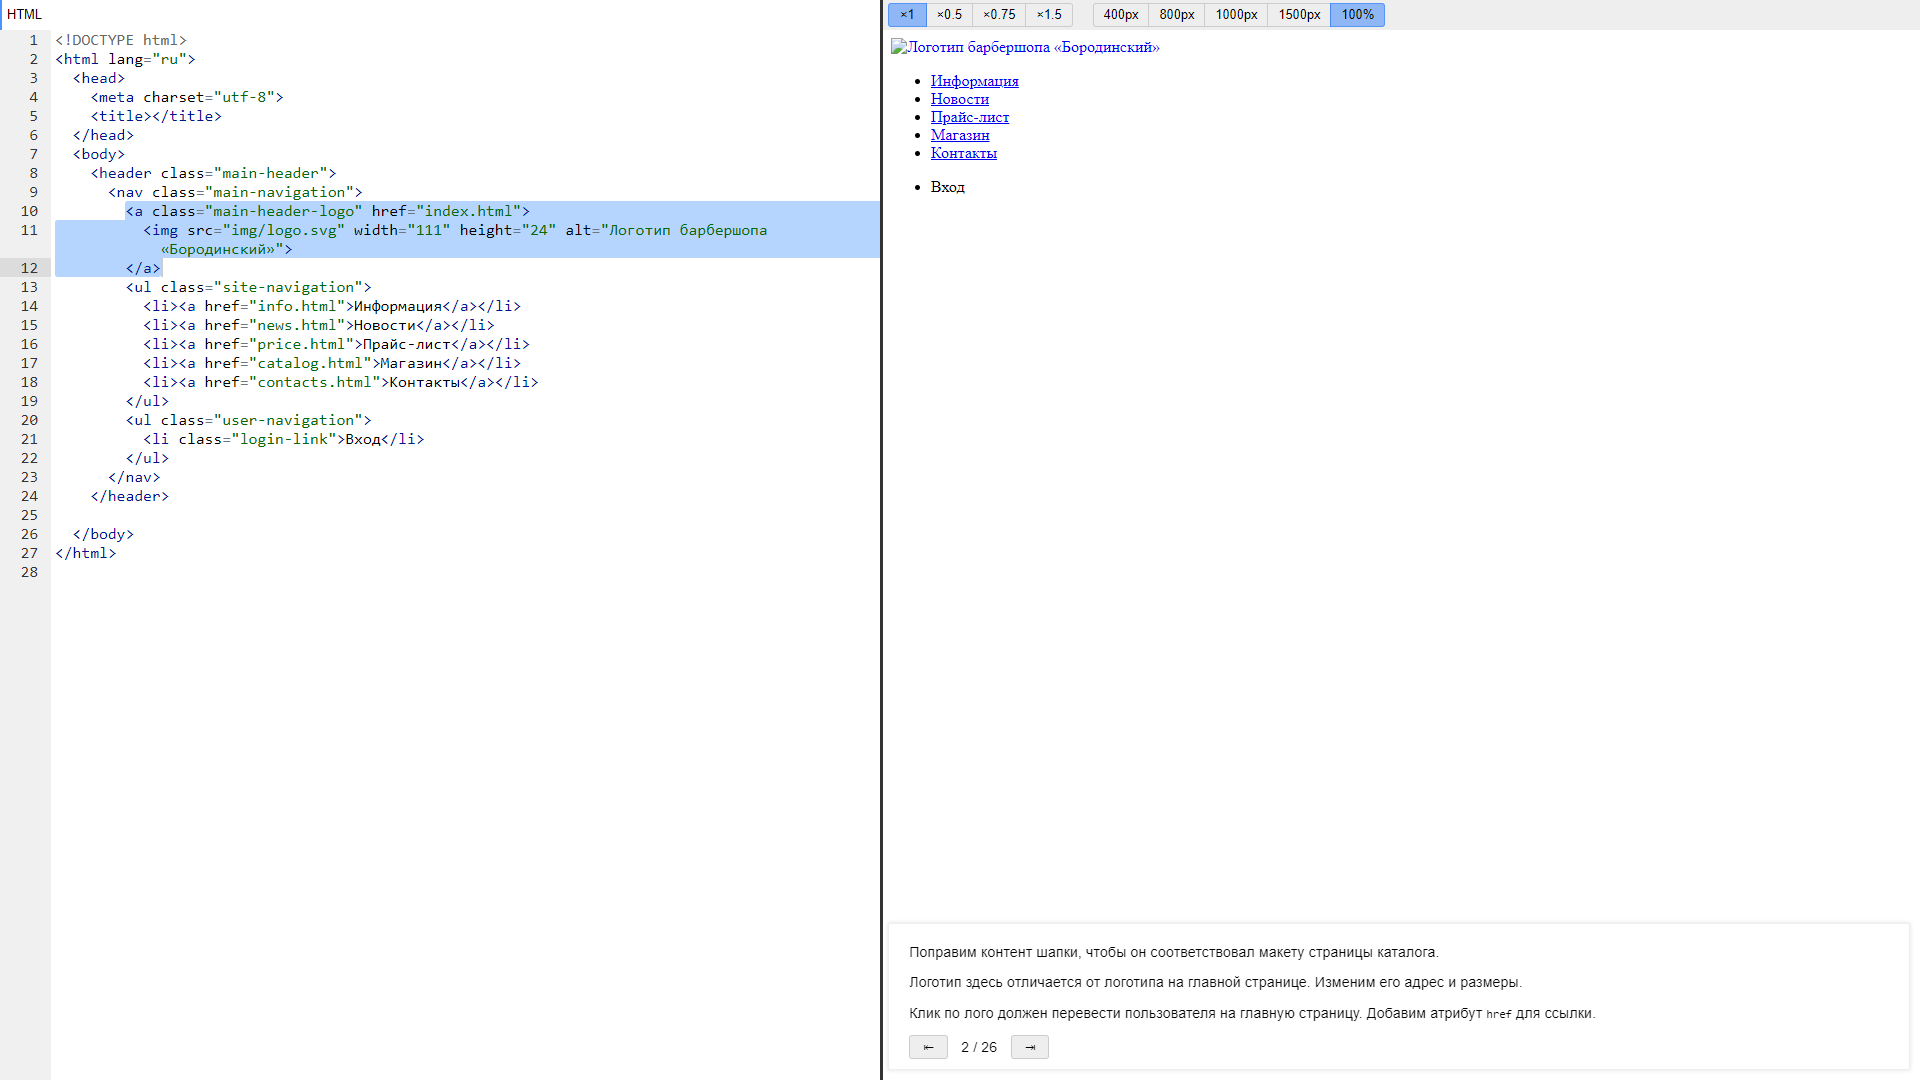 HTML
1 <!DOCTYPE html>
2 <html lang="ru">
3   <head>
4     <meta charset="utf-8">
5     <title></title>
6   </head>
7   <body>
8     <header class="main-header">
9       <nav class="main-navigation">
10         <a class="main-header-logo" href="index.html">
11           <img src="img/logo.svg" width="111" height="24" alt="Логотип барбершопа
«Бородинский»">
12         </a>
13         <ul class="site-navigation">
14           <li><a href="info.html">Информация</a></li>
15           <li><a href="news.html">Новости</a></li>
16           <li><a href="price.html">Прайс-лист</a></li>
17           <li><a href="catalog.html">Магазин</a></li>
18           <li><a href="contacts.html">Контакты</a></li>
19         </ul>
20         <ul class="user-navigation">
21           <li class="login-link">Вход</li>
22         </ul>
23       </nav>
24     </header>
25
26   </body>
27 </html>
28
×1 ×0.5 ×0.75 ×1.5 400px 800px 1000px 1500px 100%
Логотип барбершопа «Бородинский»
• Информация
• Новости
• Прайс-лист
• Магазин
• Контакты
• Вход
Поправим контент шапки, чтобы он соответствовал макету страницы каталога.
Логотип здесь отличается от логотипа на главной странице. Изменим его адрес и размеры.
Клик по лого должен перевести пользователя на главную страницу. Добавим атрибут href для ссылки.
⇤ 2 / 26 ⇥